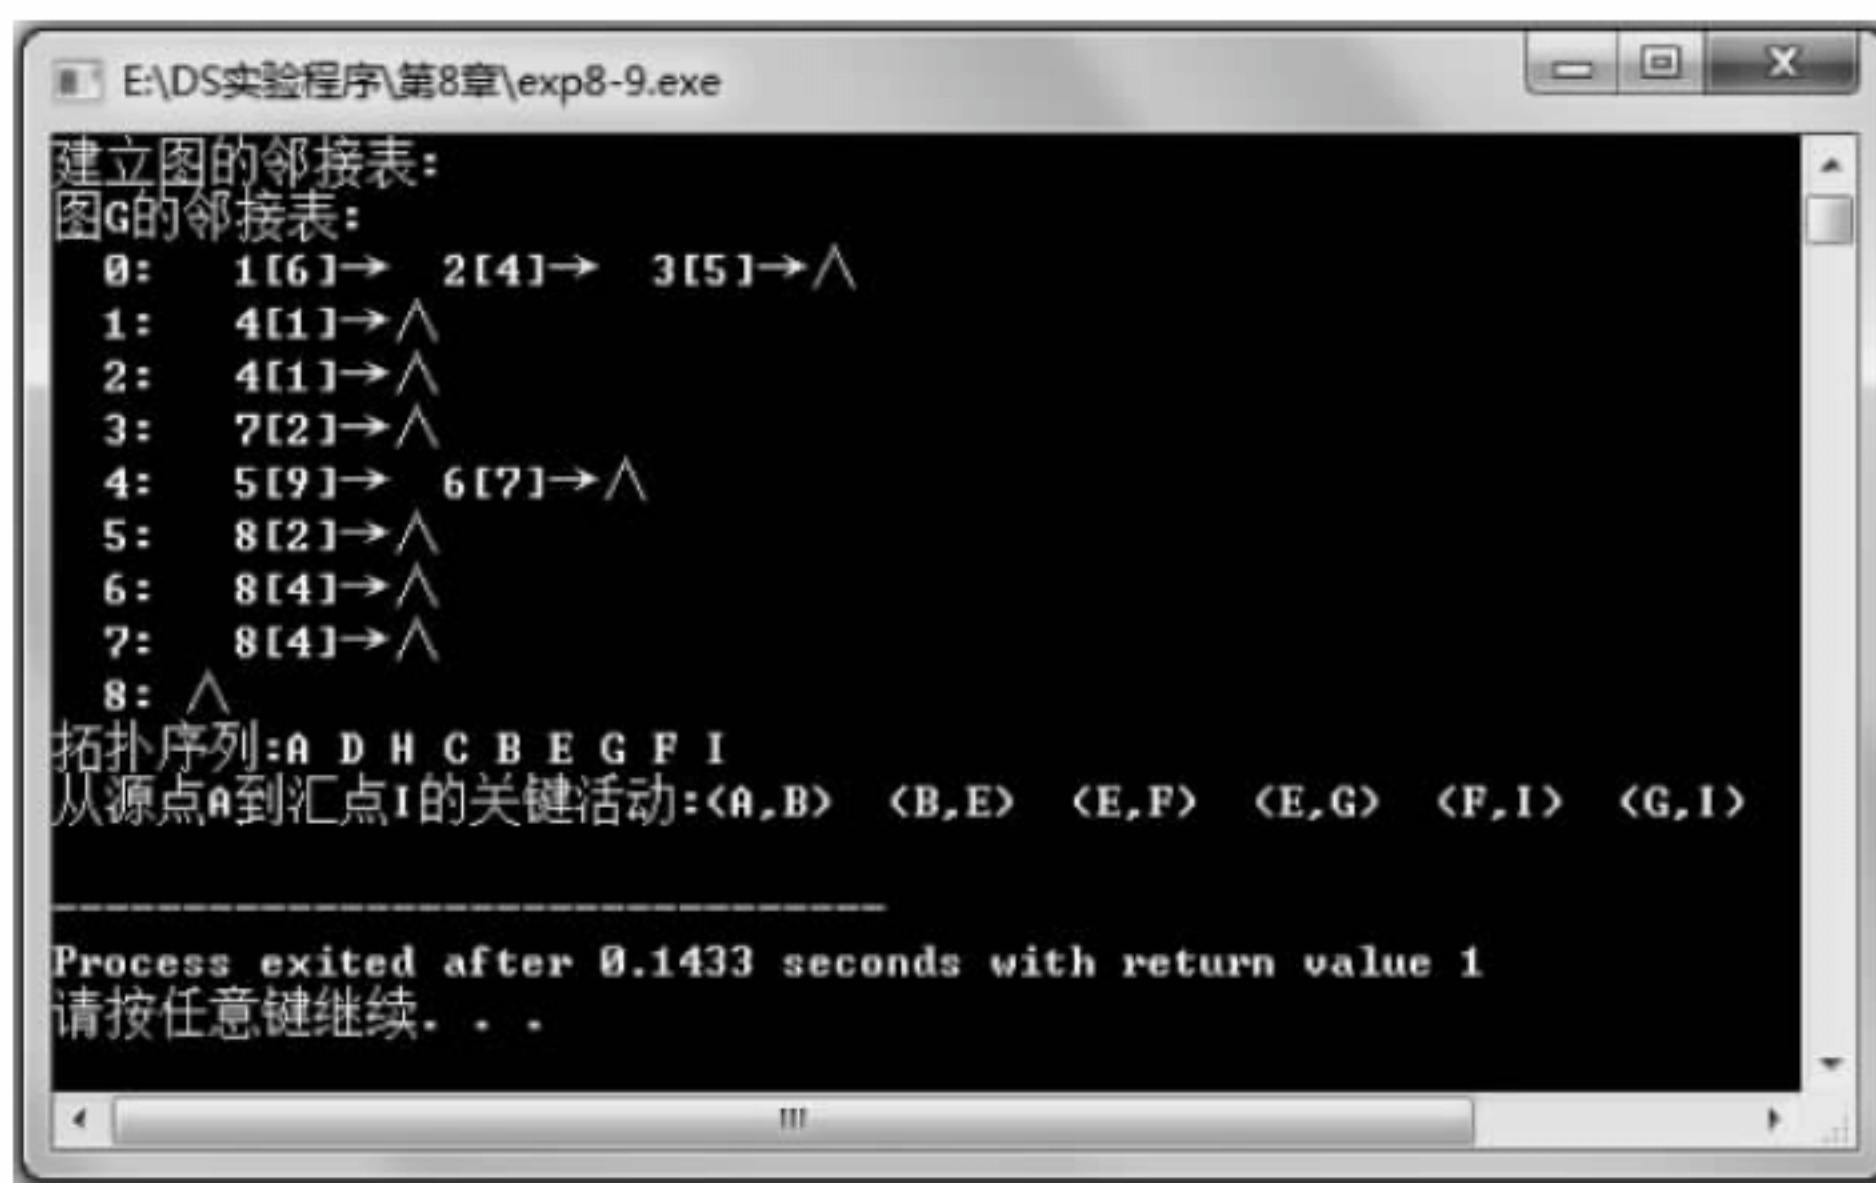 E:\DS实验程序\第8章\exp8-9.exe
建立图的邻接表:
图G的邻接表:
0: 1[6]→ 2[4]→ 3[5]→∧
1: 4[1]→∧
2: 4[1]→∧
3: 7[2]→∧
4: 5[9]→ 6[7]→∧
5: 8[2]→∧
6: 8[4]→∧
7: 8[4]→∧
8: ∧
拓扑序列:A D H C B E G F I
从源点A到汇点I的关键活动:<A,B> <B,E> <E,F> <E,G> <F,I> <G,I>
--------------------------------
Process exited after 0.1433 seconds with return value 1
请按任意键继续. . .